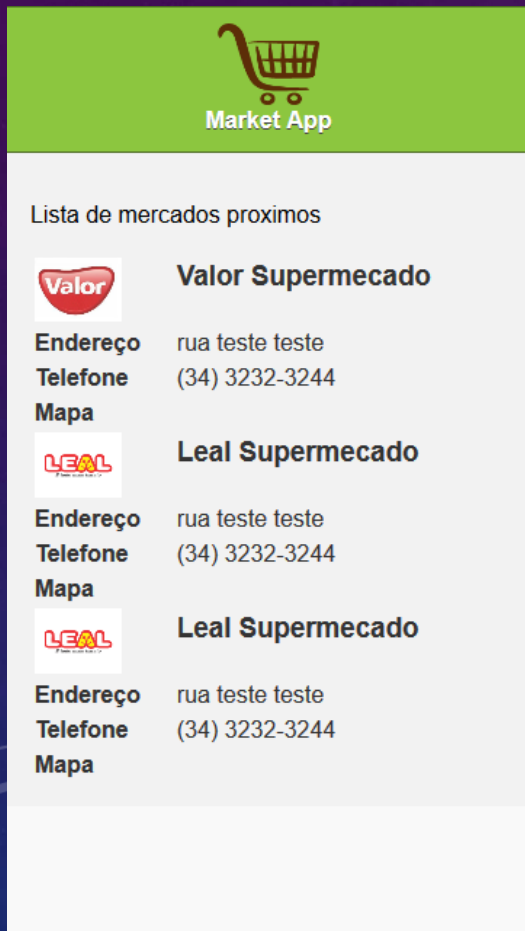 Market App
Lista de mercados proximos
Valor
Valor Supermecado
Endereço rua teste teste
Telefone (34) 3232-3244
Mapa
LEAL
Leal Supermecado
Endereço rua teste teste
Telefone (34) 3232-3244
Mapa
LEAL
Leal Supermecado
Endereço rua teste teste
Telefone (34) 3232-3244
Mapa